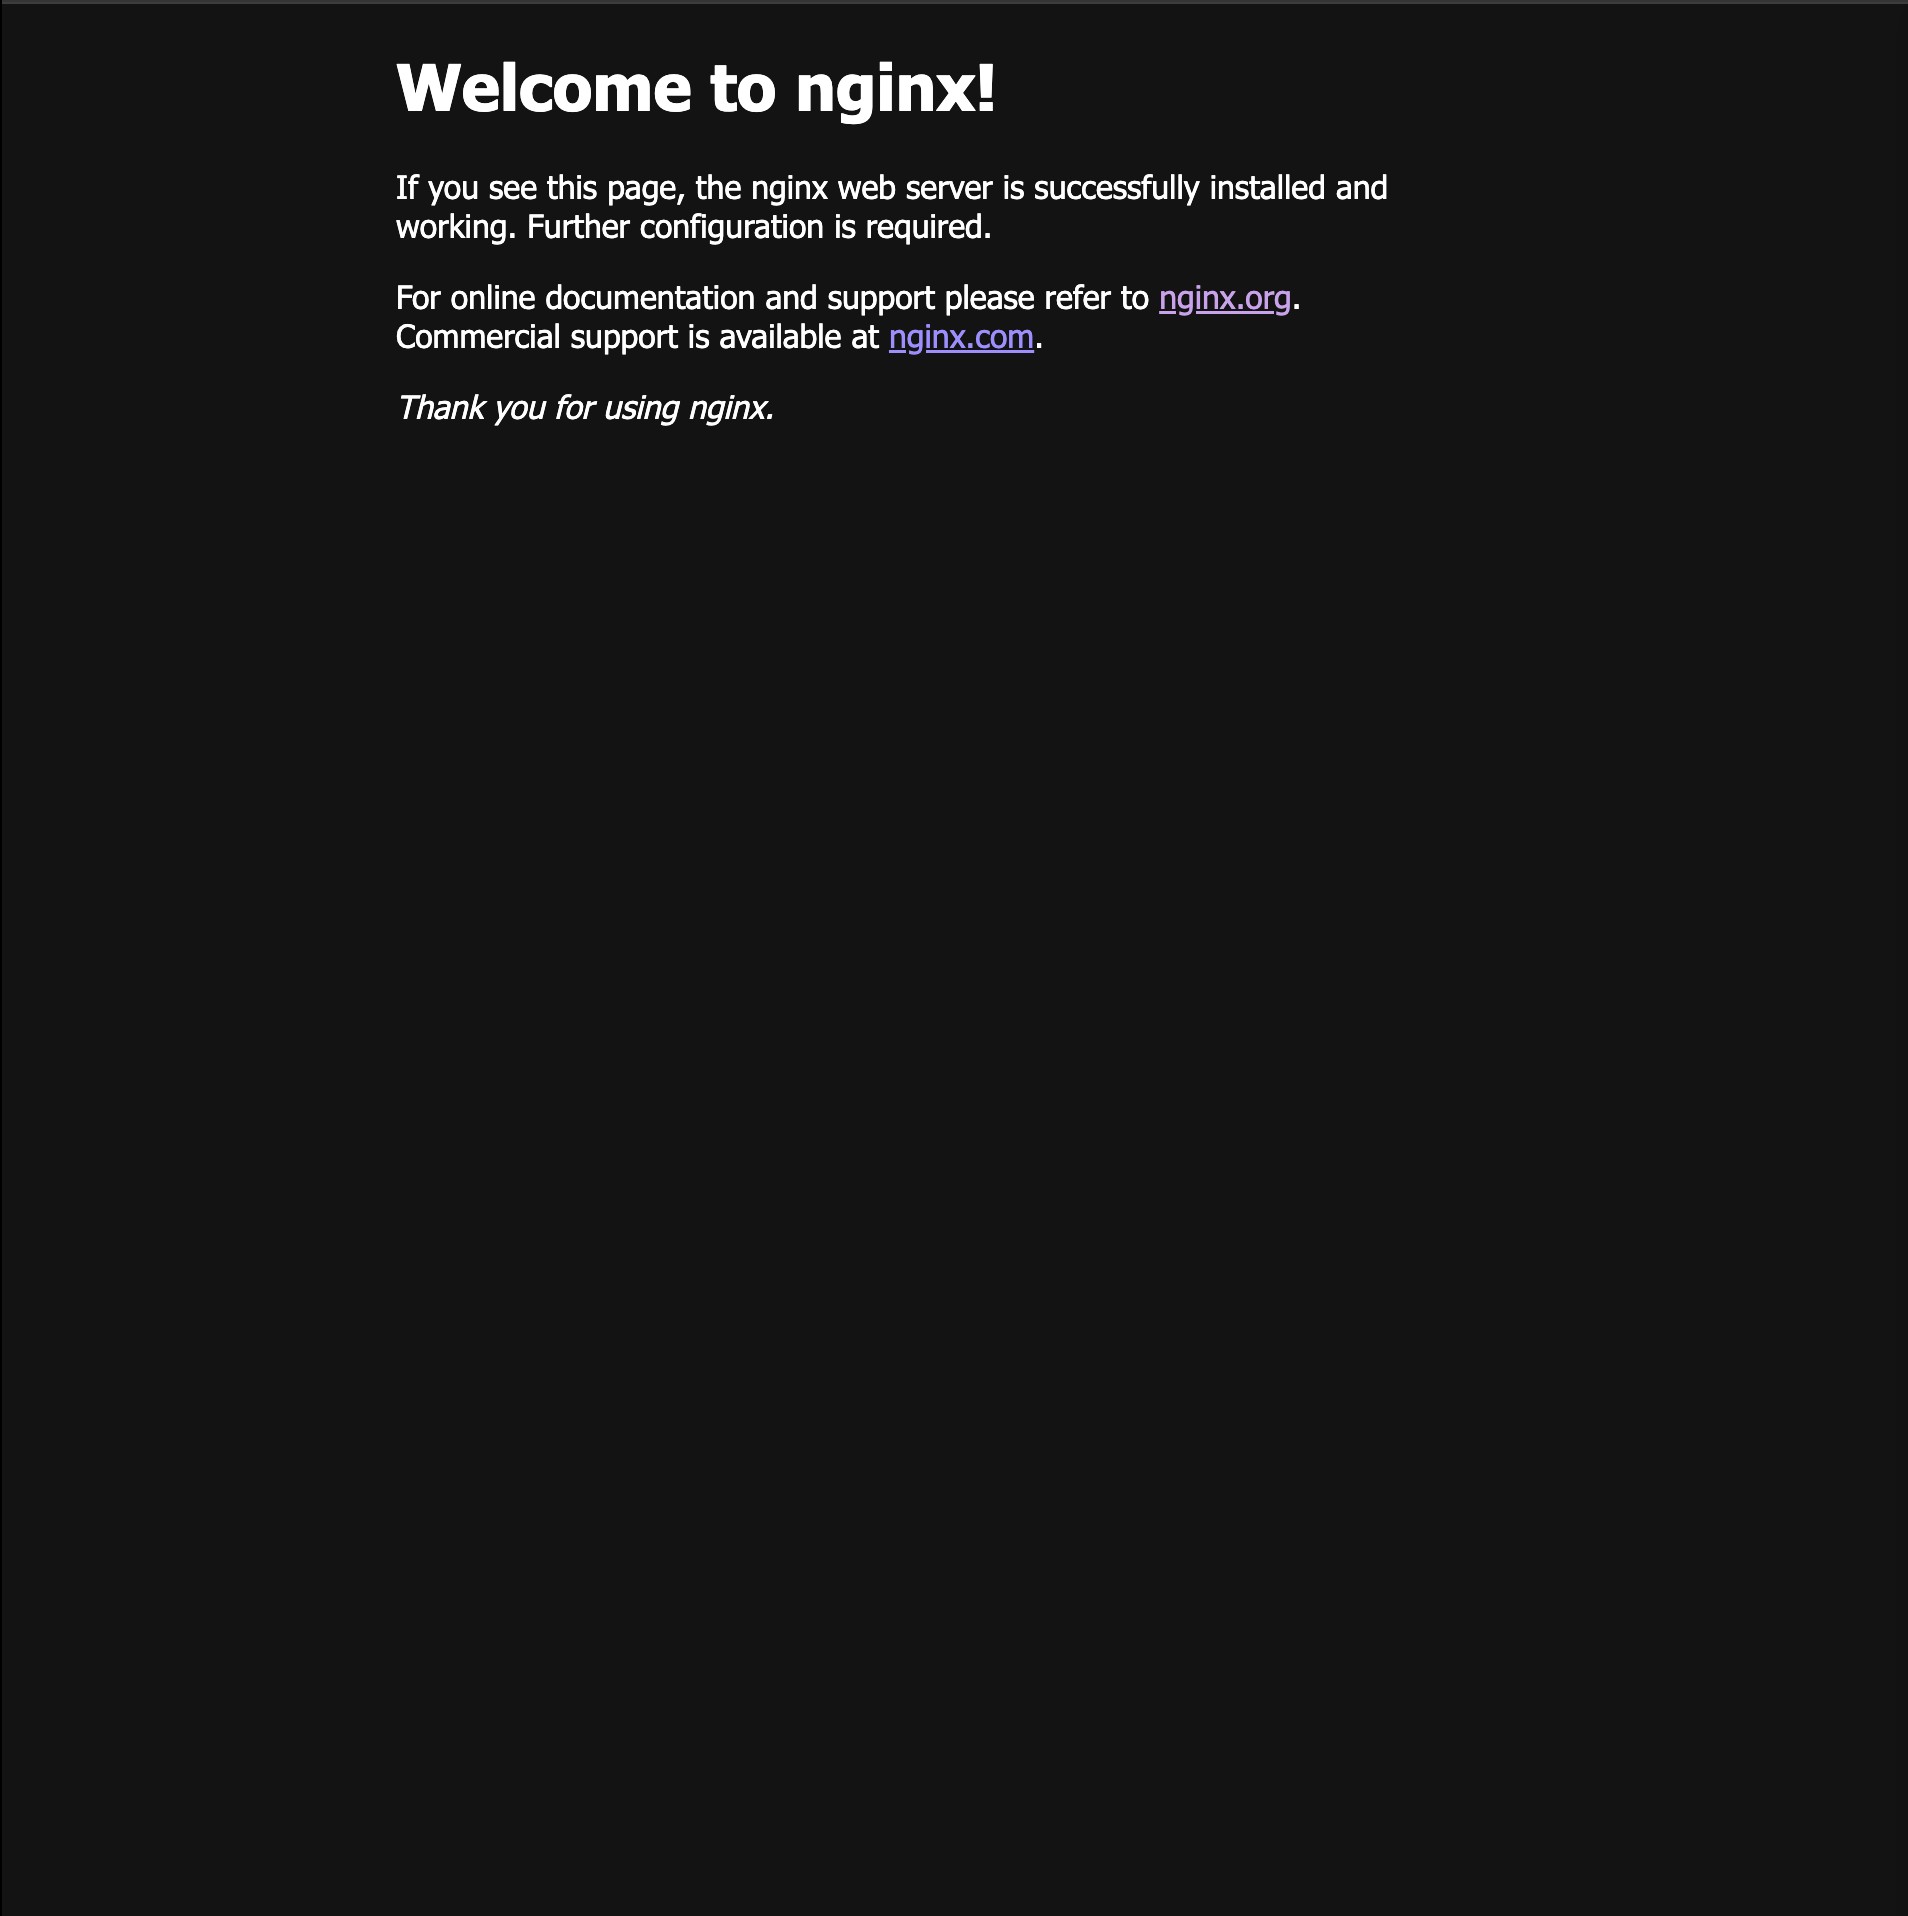 Welcome to nginx!
If you see this page, the nginx web server is successfully installed and
working. Further configuration is required.
For online documentation and support please refer to nginx.org.
Commercial support is available at nginx.com.
Thank you for using nginx.